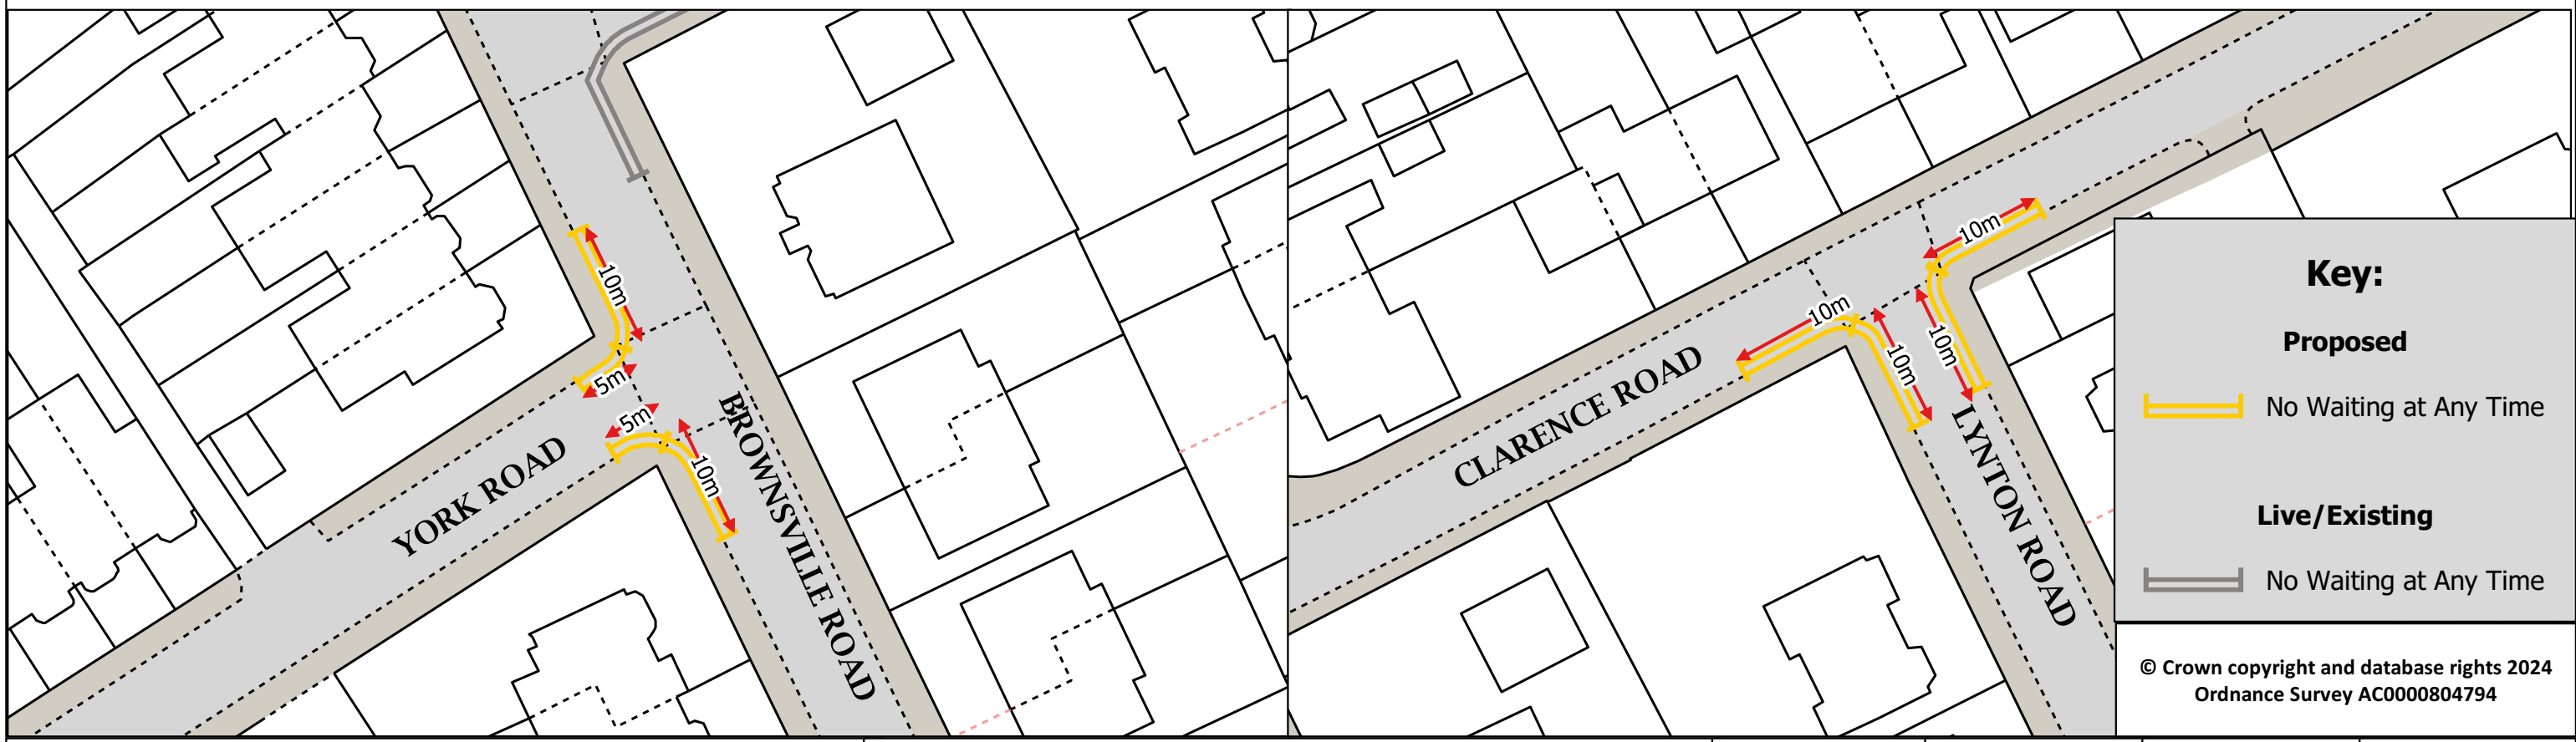 10m
5m
5m
10m
YORK ROAD
BROWNSVILLE ROAD
10m
10m
10m
10m
CLARENCE ROAD
LYNTON ROAD
Key:
Proposed
No Waiting at Any Time
Live/Existing
No Waiting at Any Time
© Crown copyright and database rights 2024
Ordnance Survey AC0000804794